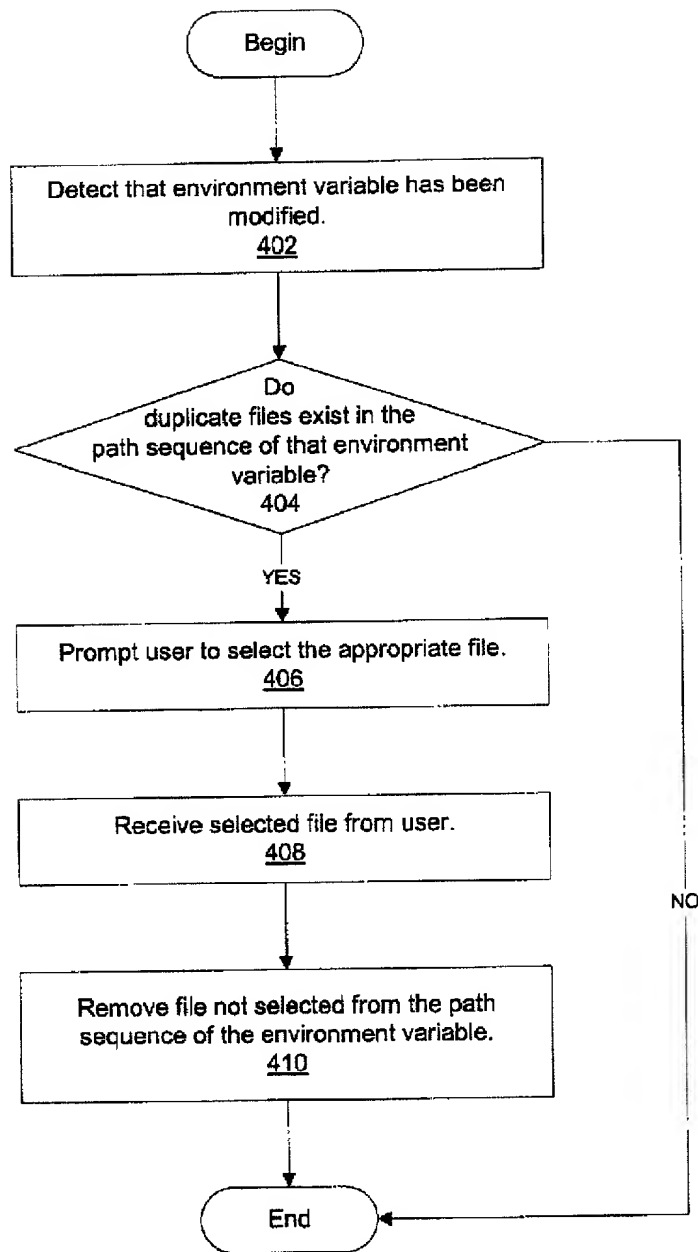 Begin
Detect that environment variable has been
modified.
402
Do
duplicate files exist in the
path sequence of that environment
variable?
404
YES
Prompt user to select the appropriate file.
406
Receive selected file from user.
408
NO
Remove file not selected from the path
sequence of the environment variable.
410
End